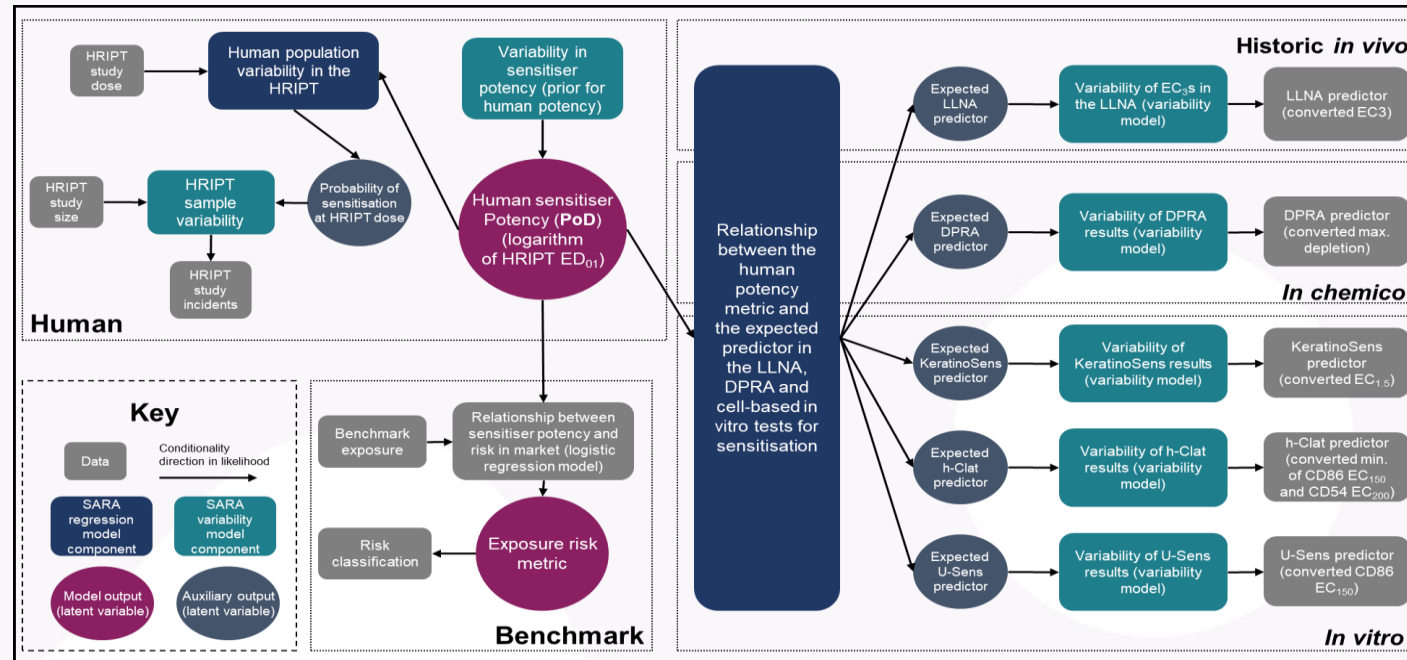 HRIPT
study
dose
Human population
variability in the
HRIPT
Variability in
sensitiser
potency (prior for
human potency)
HRIPT
study
size
HRIPT
sample
variability
Probability of
sensitisation
at HRIPT dose
Human sensitiser
Potency (PoD)
(logarithm
of HRIPT ED01)
HRIPT
study
incidents
Human
Key
Data
Conditionality
direction in likelihood
SARA
regression
model
component
SARA
variability
model
component
Model output
(latent variable)
Auxiliary output
(latent variable)
Benchmark
exposure
Relationship between
sensitiser potency and
risk in market (logistic
regression model)
Risk
classification
Exposure risk
metric
Benchmark
Relationship
between the
human
potency
metric and
the expected
predictor in
the LLNA,
DPRA and
cell-based in
vitro tests for
sensitisation
Historic in vivo
Expected
LLNA
predictor
Variability of EC3s in
the LLNA (variability
model)
LLNA predictor
(converted EC3)
Expected
DPRA
predictor
Variability of DPRA
results (variability
model)
DPRA predictor
(converted max.
depletion)
In chemico
Expected
KeratinoSens
predictor
Variability of
KeratinoSens results
(variability model)
KeratinoSens
predictor
(converted EC1.5)
Expected
h-Clat
predictor
Variability of h-Clat
results (variability
model)
h-Clat predictor
(converted min.
of CD86 EC150
and CD54 EC200)
Expected
U-Sens
predictor
Variability of U-Sens
results (variability
model)
U-Sens predictor
(converted CD86
EC150)
In vitro